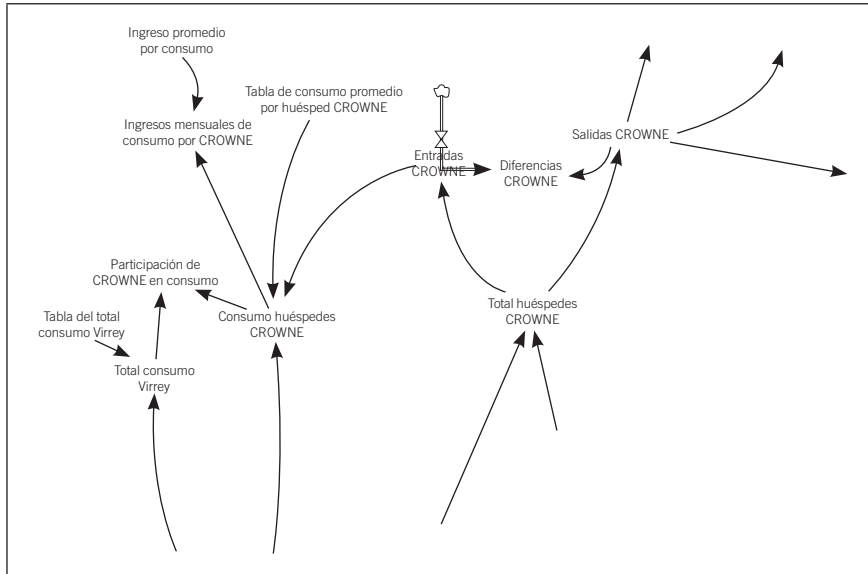 Ingreso promedio
por consumo
Tabla de consumo promedio
por huésped CROWNE
Ingresos mensuales de
consumo por CROWNE
Salidas CROWNE
Entradas
CROWNE
Diferencias
CROWNE
Participación de
CROWNE en consumo
Tabla del total
consumo Virrey
Consumo huéspedes
CROWNE
Total huéspedes
CROWNE
Total consumo
Virrey